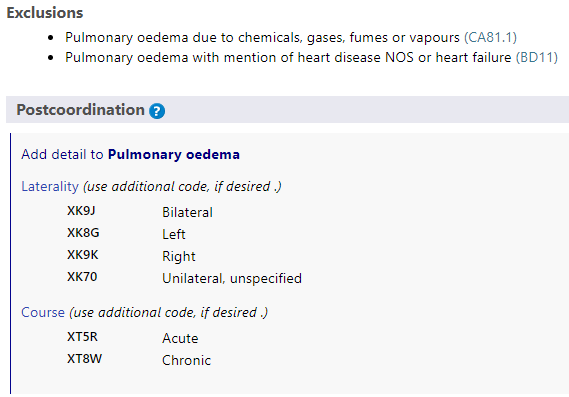 Exclusions
• Pulmonary oedema due to chemicals, gases, fumes or vapours (CA81.1)
• Pulmonary oedema with mention of heart disease NOS or heart failure (BD11)
Postcoordination ?
Add detail to Pulmonary oedema
Laterality (use additional code, if desired .)
XK9J Bilateral
XK8G Left
XK9K Right
XK70 Unilateral, unspecified
Course (use additional code, if desired .)
XT5R Acute
XT8W Chronic